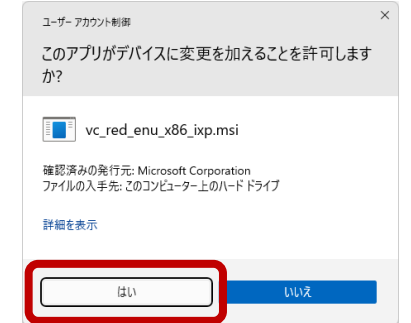 ユーザー アカウント制御
このアプリがデバイスに変更を加えることを許可します
か?
vc_red_enu_x86_ixp.msi
確認済みの発行元: Microsoft Corporation
ファイルの入手先: このコンピューター上のハード ドライブ
詳細を表示
はい
いいえ